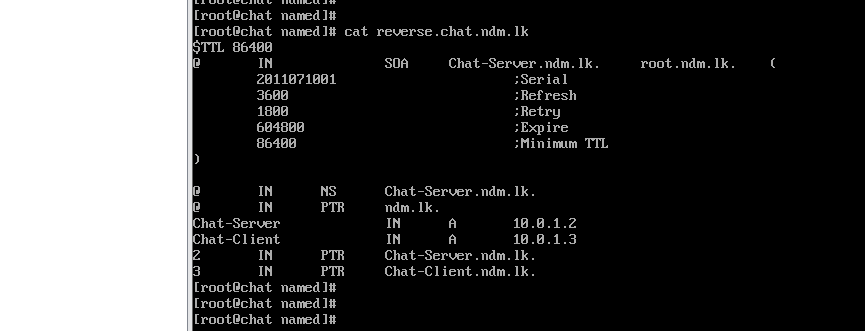 [root@chat named]#
[root@chat named]#
[root@chat named]# cat reverse.chat.ndm.lk
$TTL 86400
@ IN SOA Chat-Server.ndm.lk. root.ndm.lk. (
2011071001 ;Serial
3600 ;Refresh
1800 ;Retry
604800 ;Expire
86400 ;Minimum TTL
)
@ IN NS Chat-Server.ndm.lk.
@ IN PTR ndm.lk.
Chat-Server IN A 10.0.1.2
Chat-Client IN A 10.0.1.3
2 IN PTR Chat-Server.ndm.lk.
3 IN PTR Chat-Client.ndm.lk.
[root@chat named]#
[root@chat named]#
[root@chat named]#